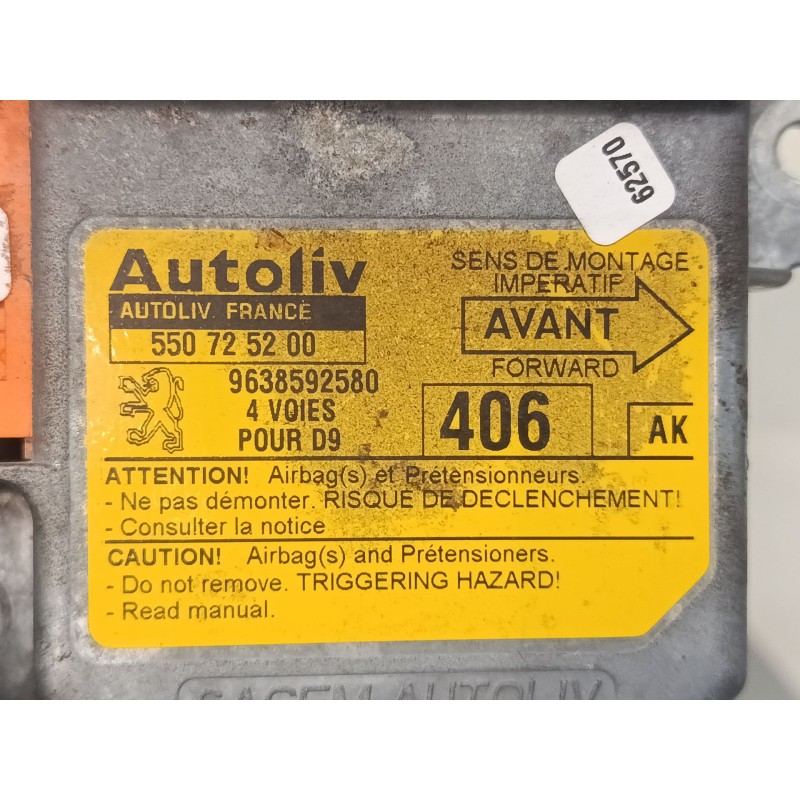 62570
Autoliv
AUTOLIV. FRANCE
550 72 52 00
9638592580
4 VOIES
POUR D9
SENS DE MONTAGE
IMPERATIF
AVANT
FORWARD
406
AK
ATTENTION! Airbag(s) et Prétensionneurs.
- Ne pas démonter. RISQUE DE DECLENCHEMENT!
- Consulter la notice
CAUTION! Airbag(s) and Prétensioners.
- Do not remove. TRIGGERING HAZARD!
- Read manual.
SAGEM AUTOLIV